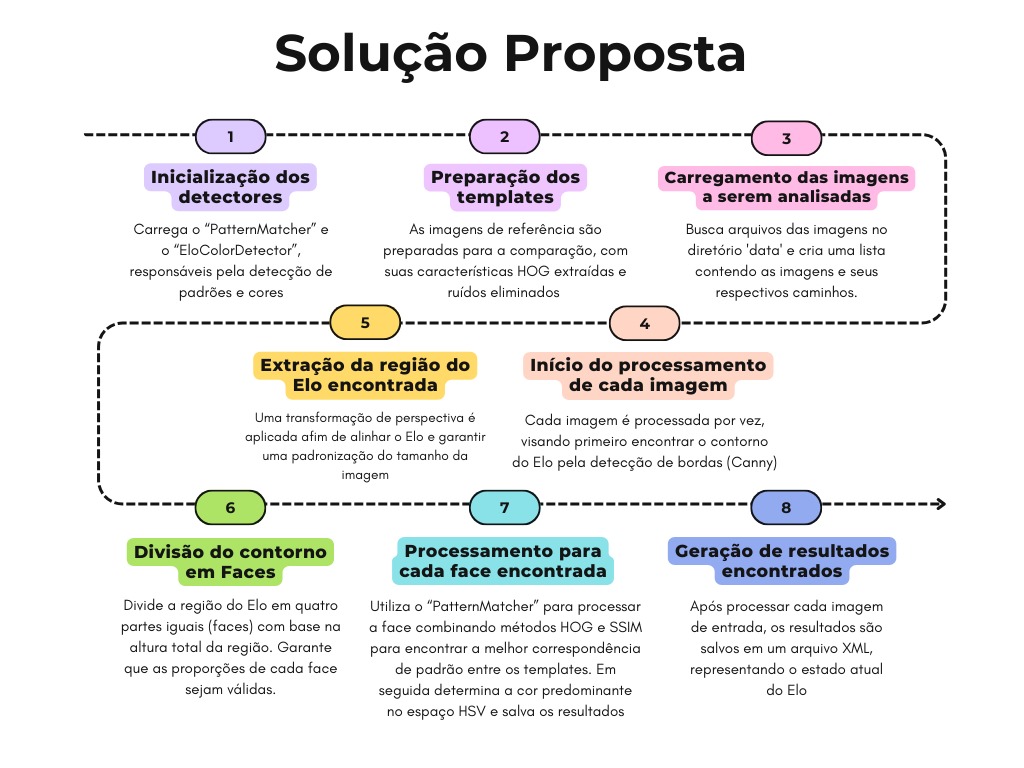 Solução Proposta
1
Inicialização dos
detectores
Carrega o “PatternMatcher” e
o “EloColorDetector”,
responsáveis pela detecção de
padrões e cores
2
Preparação dos
templates
As imagens de referência são
preparadas para a comparação, com
suas características HOG extraídas e
ruídos eliminados
3
Carregamento das imagens
a serem analisadas
Busca arquivos das imagens no
diretório 'data' e cria uma lista
contendo as imagens e seus
respectivos caminhos.
4
Início do processamento
de cada imagem
Cada imagem é processada por vez,
visando primeiro encontrar o contorno
do Elo pela detecção de bordas (Canny)
5
Extração da região do
Elo encontrada
Uma transformação de perspectiva é
aplicada afim de alinhar o Elo e garantir
uma padronização do tamanho da
imagem
6
Divisão do contorno
em Faces
Divide a região do Elo em quatro
partes iguais (faces) com base na
altura total da região. Garante
que as proporções de cada face
sejam válidas.
7
Processamento para
cada face encontrada
Utiliza o “PatternMatcher” para processar
a face combinando métodos HOG e SSIM
para encontrar a melhor correspondência
de padrão entre os templates. Em
seguida determina a cor predominante
no espaço HSV e salva os resultados
8
Geração de resultados
encontrados
Após processar cada imagem
de entrada, os resultados são
salvos em um arquivo XML,
representando o estado atual
do Elo